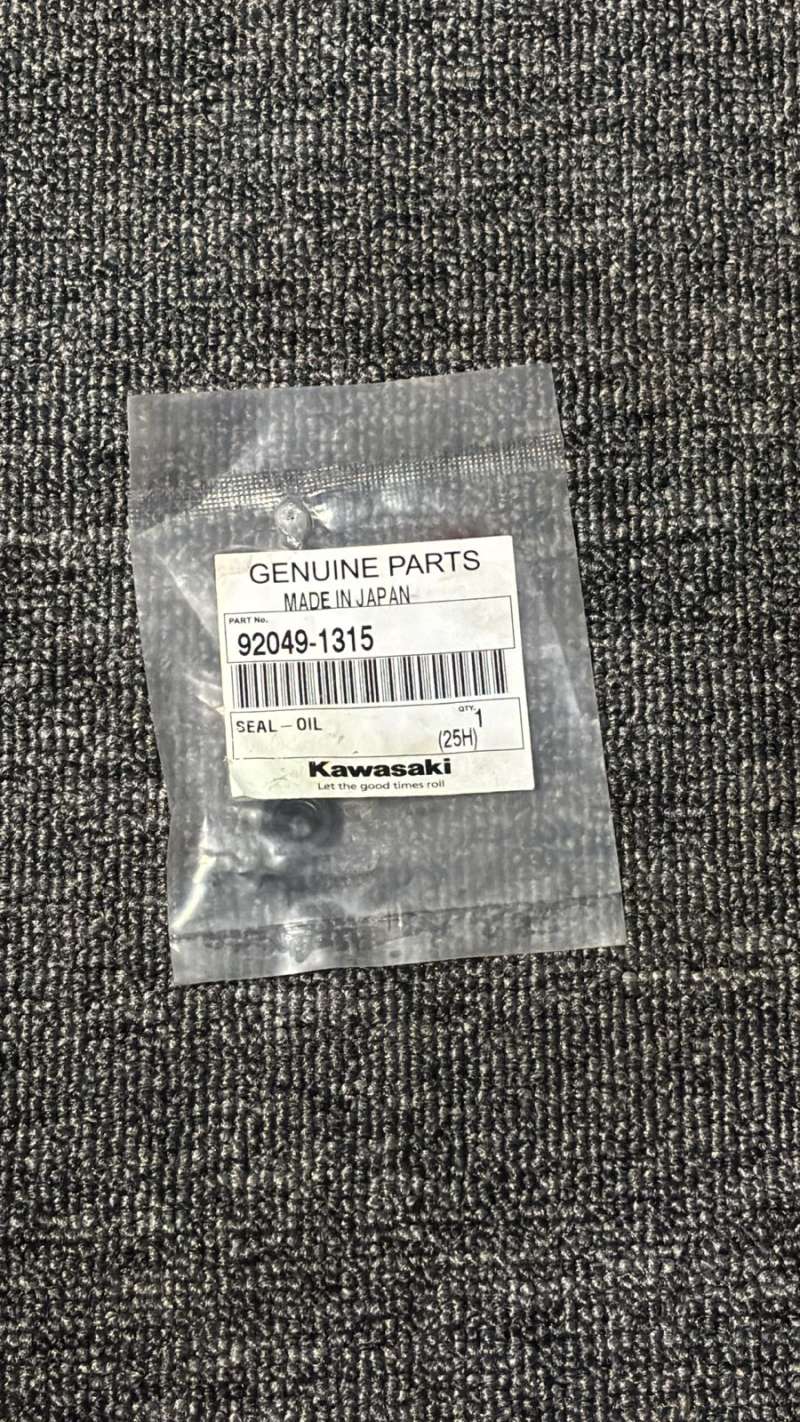 GENUINE PARTS
MADE IN JAPAN
PART No.
92049-1315
SEAL-OIL
QTY. 1
(25H)
Kawasaki
Let the good times roll